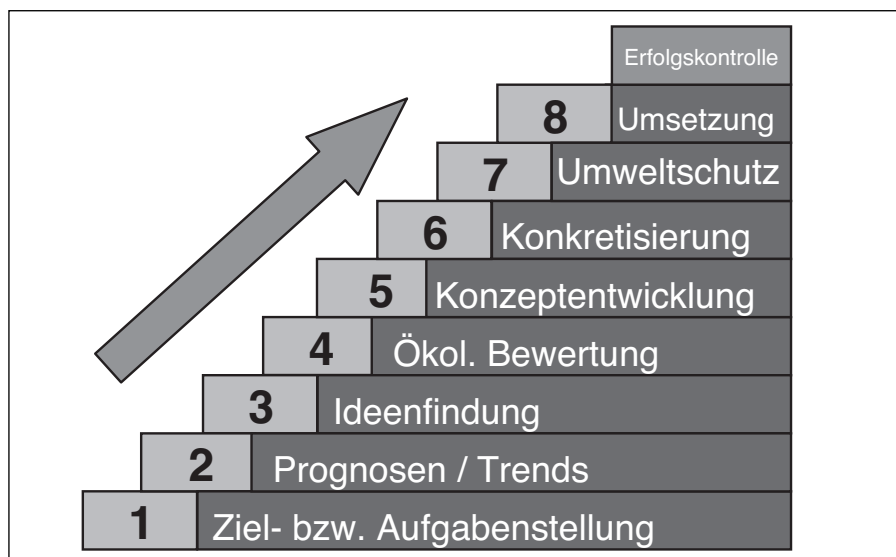 Erfolgskontrolle
8 Umsetzung
7 Umweltschutz
6 Konkretisierung
5 Konzeptentwicklung
4 Ökol. Bewertung
3 Ideenfindung
2 Prognosen / Trends
1 Ziel- bzw. Aufgabenstellung